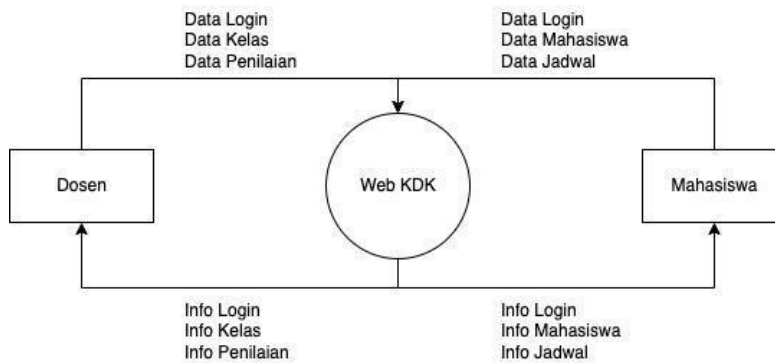 Data Login
Data Kelas
Data Penilaian
Data Login
Data Mahasiswa
Data Jadwal
Dosen
Web KDK
Mahasiswa
Info Login
Info Kelas
Info Penilaian
Info Login
Info Mahasiswa
Info Jadwal